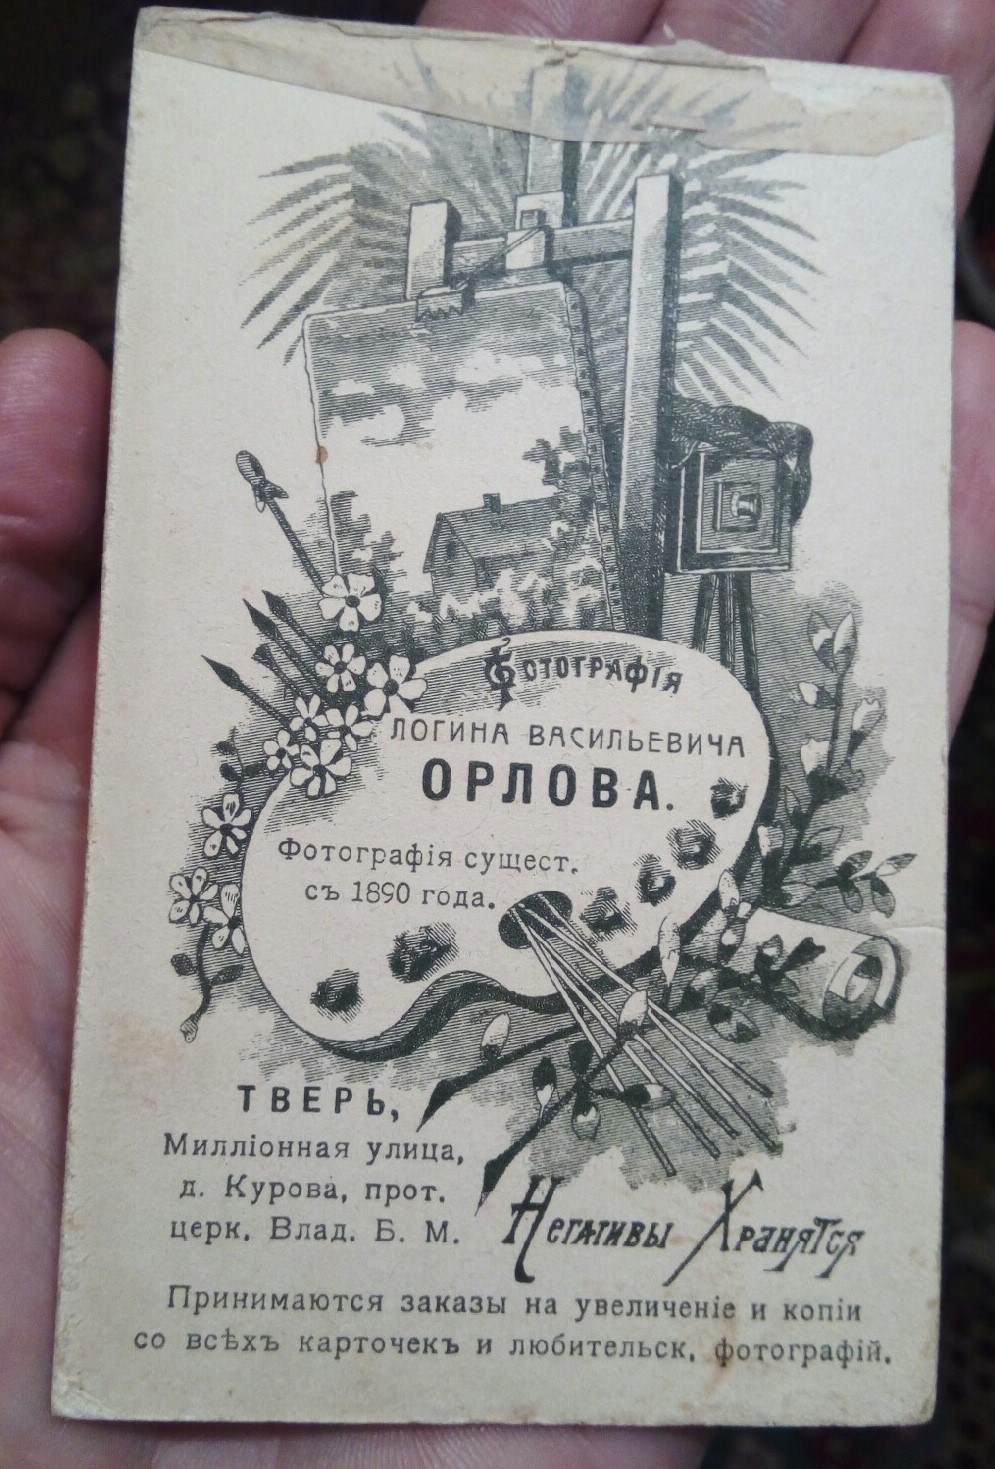 Фотографія
ЛОГИНА ВАСИЛЬЕВИЧА
ОРЛОВА.
Фотографія сущест.
съ 1890 года.
ТВЕРЬ,
Милліонная улица,
д. Курова, прот.
церк. Влад. Б. М.
Негативы Хранятся
Принимаются заказы на увеличеніе и копіи
со всѣхъ карточекъ и любительск. фотографій.